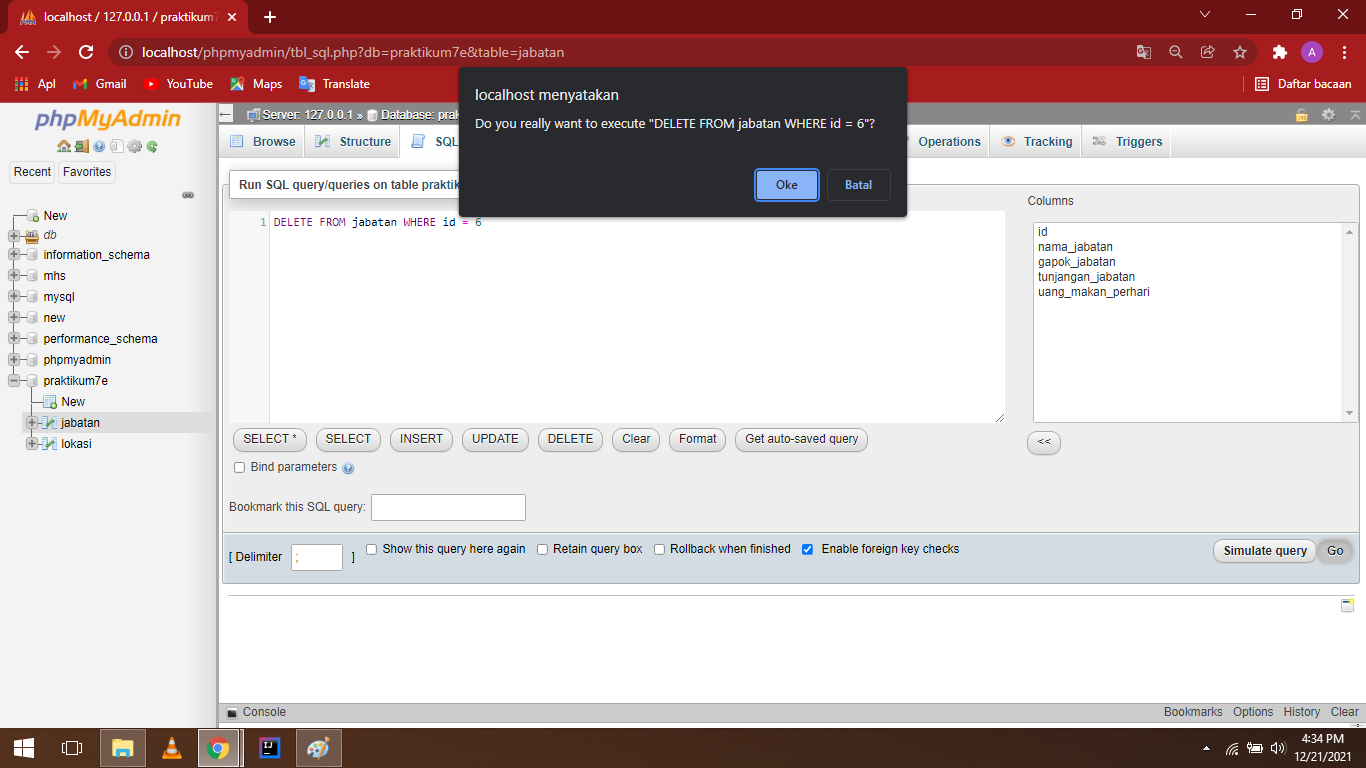 localhost / 127.0.0.1 / praktikum7
localhost/phpmyadmin/tbl_sql.php?db=praktikum7e&table=jabatan
A
Apl
Gmail
YouTube
Maps
Translate
Daftar bacaan
localhost menyatakan
Do you really want to execute "DELETE FROM jabatan WHERE id = 6"?
Oke
Batal
phpMyAdmin
Recent
Favorites
New
db
information_schema
mhs
mysql
new
performance_schema
phpmyadmin
praktikum7e
New
jabatan
lokasi
Server: 127.0.0.1 » Database: prak
Browse
Structure
SQL
Operations
Tracking
Triggers
Run SQL query/queries on table praktik
1 DELETE FROM jabatan WHERE id = 6
Columns
id
nama_jabatan
gapok_jabatan
tunjangan_jabatan
uang_makan_perhari
SELECT *
SELECT
INSERT
UPDATE
DELETE
Clear
Format
Get auto-saved query
<<
Bind parameters
Bookmark this SQL query:
[ Delimiter ; ]
Show this query here again
Retain query box
Rollback when finished
Enable foreign key checks
Simulate query
Go
Console
Bookmarks
Options
History
Clear
4:34 PM
12/21/2021